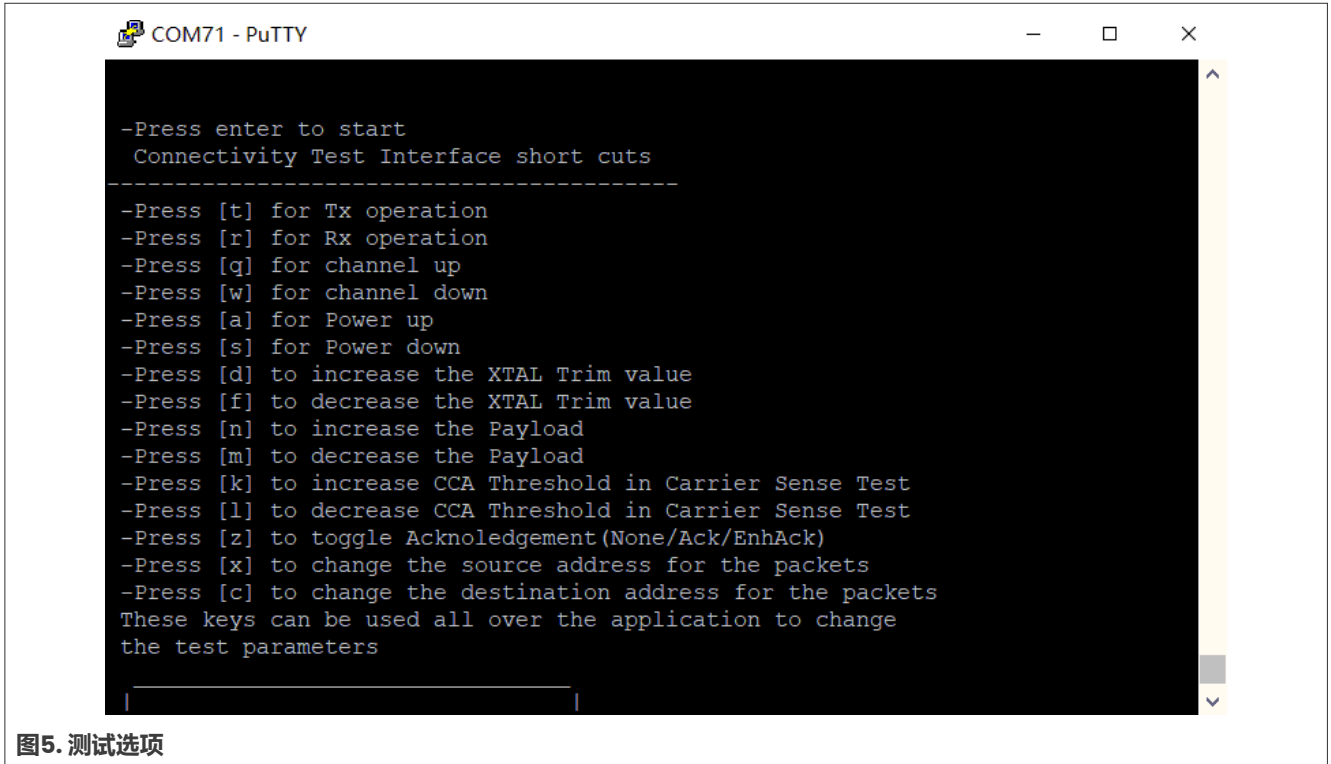 COM71 - PuTTY
-Press enter to start
Connectivity Test Interface short cuts
------------------------------------------
-Press [t] for Tx operation
-Press [r] for Rx operation
-Press [q] for channel up
-Press [w] for channel down
-Press [a] for Power up
-Press [s] for Power down
-Press [d] to increase the XTAL Trim value
-Press [f] to decrease the XTAL Trim value
-Press [n] to increase the Payload
-Press [m] to decrease the Payload
-Press [k] to increase CCA Threshold in Carrier Sense Test
-Press [l] to decrease CCA Threshold in Carrier Sense Test
-Press [z] to toggle Acknoledgement(None/Ack/EnhAck)
-Press [x] to change the source address for the packets
-Press [c] to change the destination address for the packets
These keys can be used all over the application to change
the test parameters
图5. 测试选项